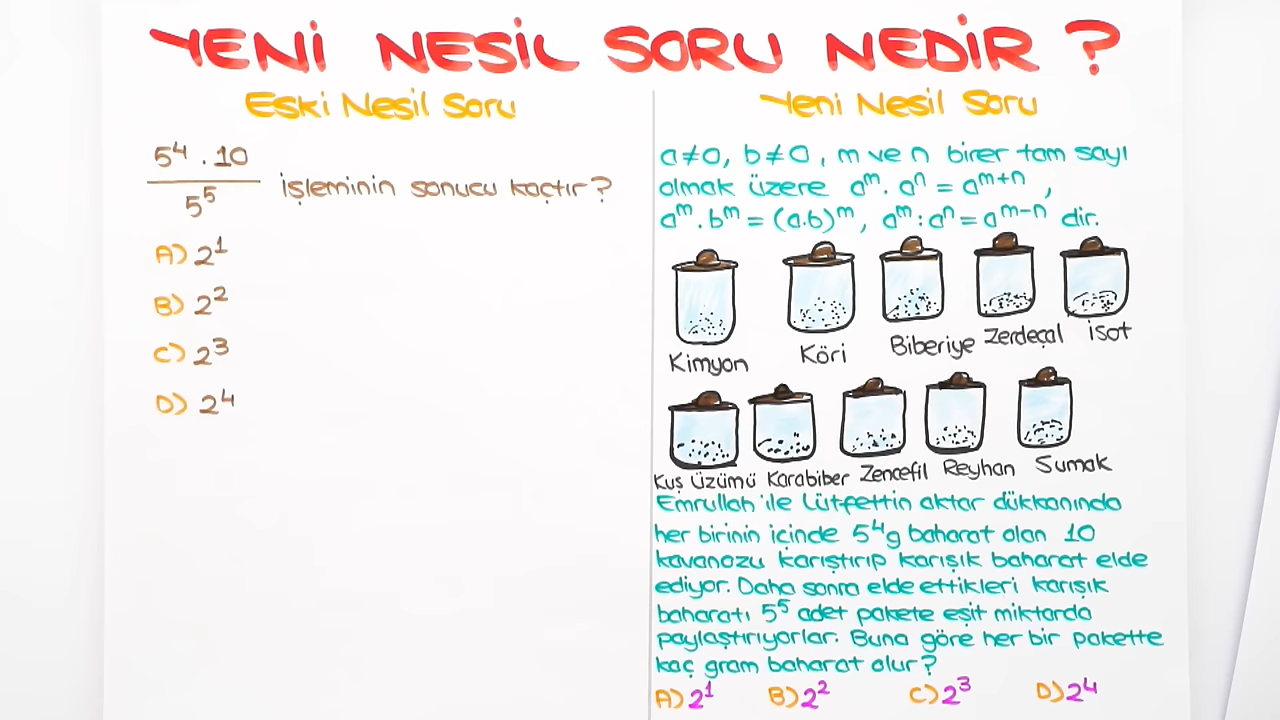 YENİ NESİL SORU NEDİR ?
Eski Nesil Soru
5⁴ . 10
5⁵
işleminin sonucu kaçtır ?
A) 2¹
B) 2²
C) 2³
D) 2⁴
Yeni Nesil Soru
a≠0, b≠0, m ve n birer tam sayı
olmak üzere aᵐ. aⁿ = aᵐ⁺ⁿ ,
aᵐ.bᵐ = (a.b)ᵐ, aᵐ:aⁿ = aᵐ⁻ⁿ dir.
Kimyon Köri Biberiye Zerdeçal İsot
Kuş Üzümü Karabiber Zencefil Reyhan Sumak
Emrullah ile Lütfettin aktar dükkanında
her birinin içinde 5⁴g baharat olan 10
kavanozu karıştırıp karışık baharat elde
ediyor. Daha sonra elde ettikleri karışık
baharatı 5⁵ adet pakete eşit miktarda
paylaştırıyorlar. Buna göre her bir pakette
kaç gram baharat olur ?
A) 2¹ B) 2² C) 2³ D) 2⁴